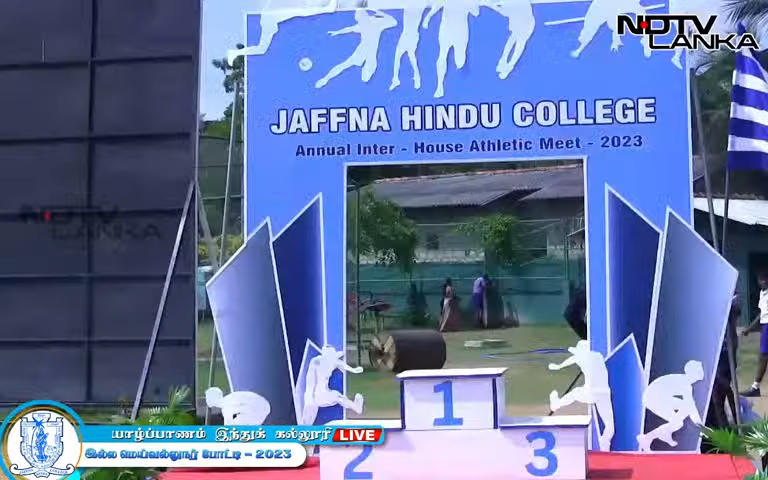 NDTV
LANKA
JAFFNA HINDU COLLEGE
Annual Inter - House Athletic Meet - 2023
NDTV
LANKA
1
2
3
யாழ்ப்பாணம் இந்துக் கல்லூரி LIVE
இல்ல மெய்வல்லுநர் போட்டி - 2023